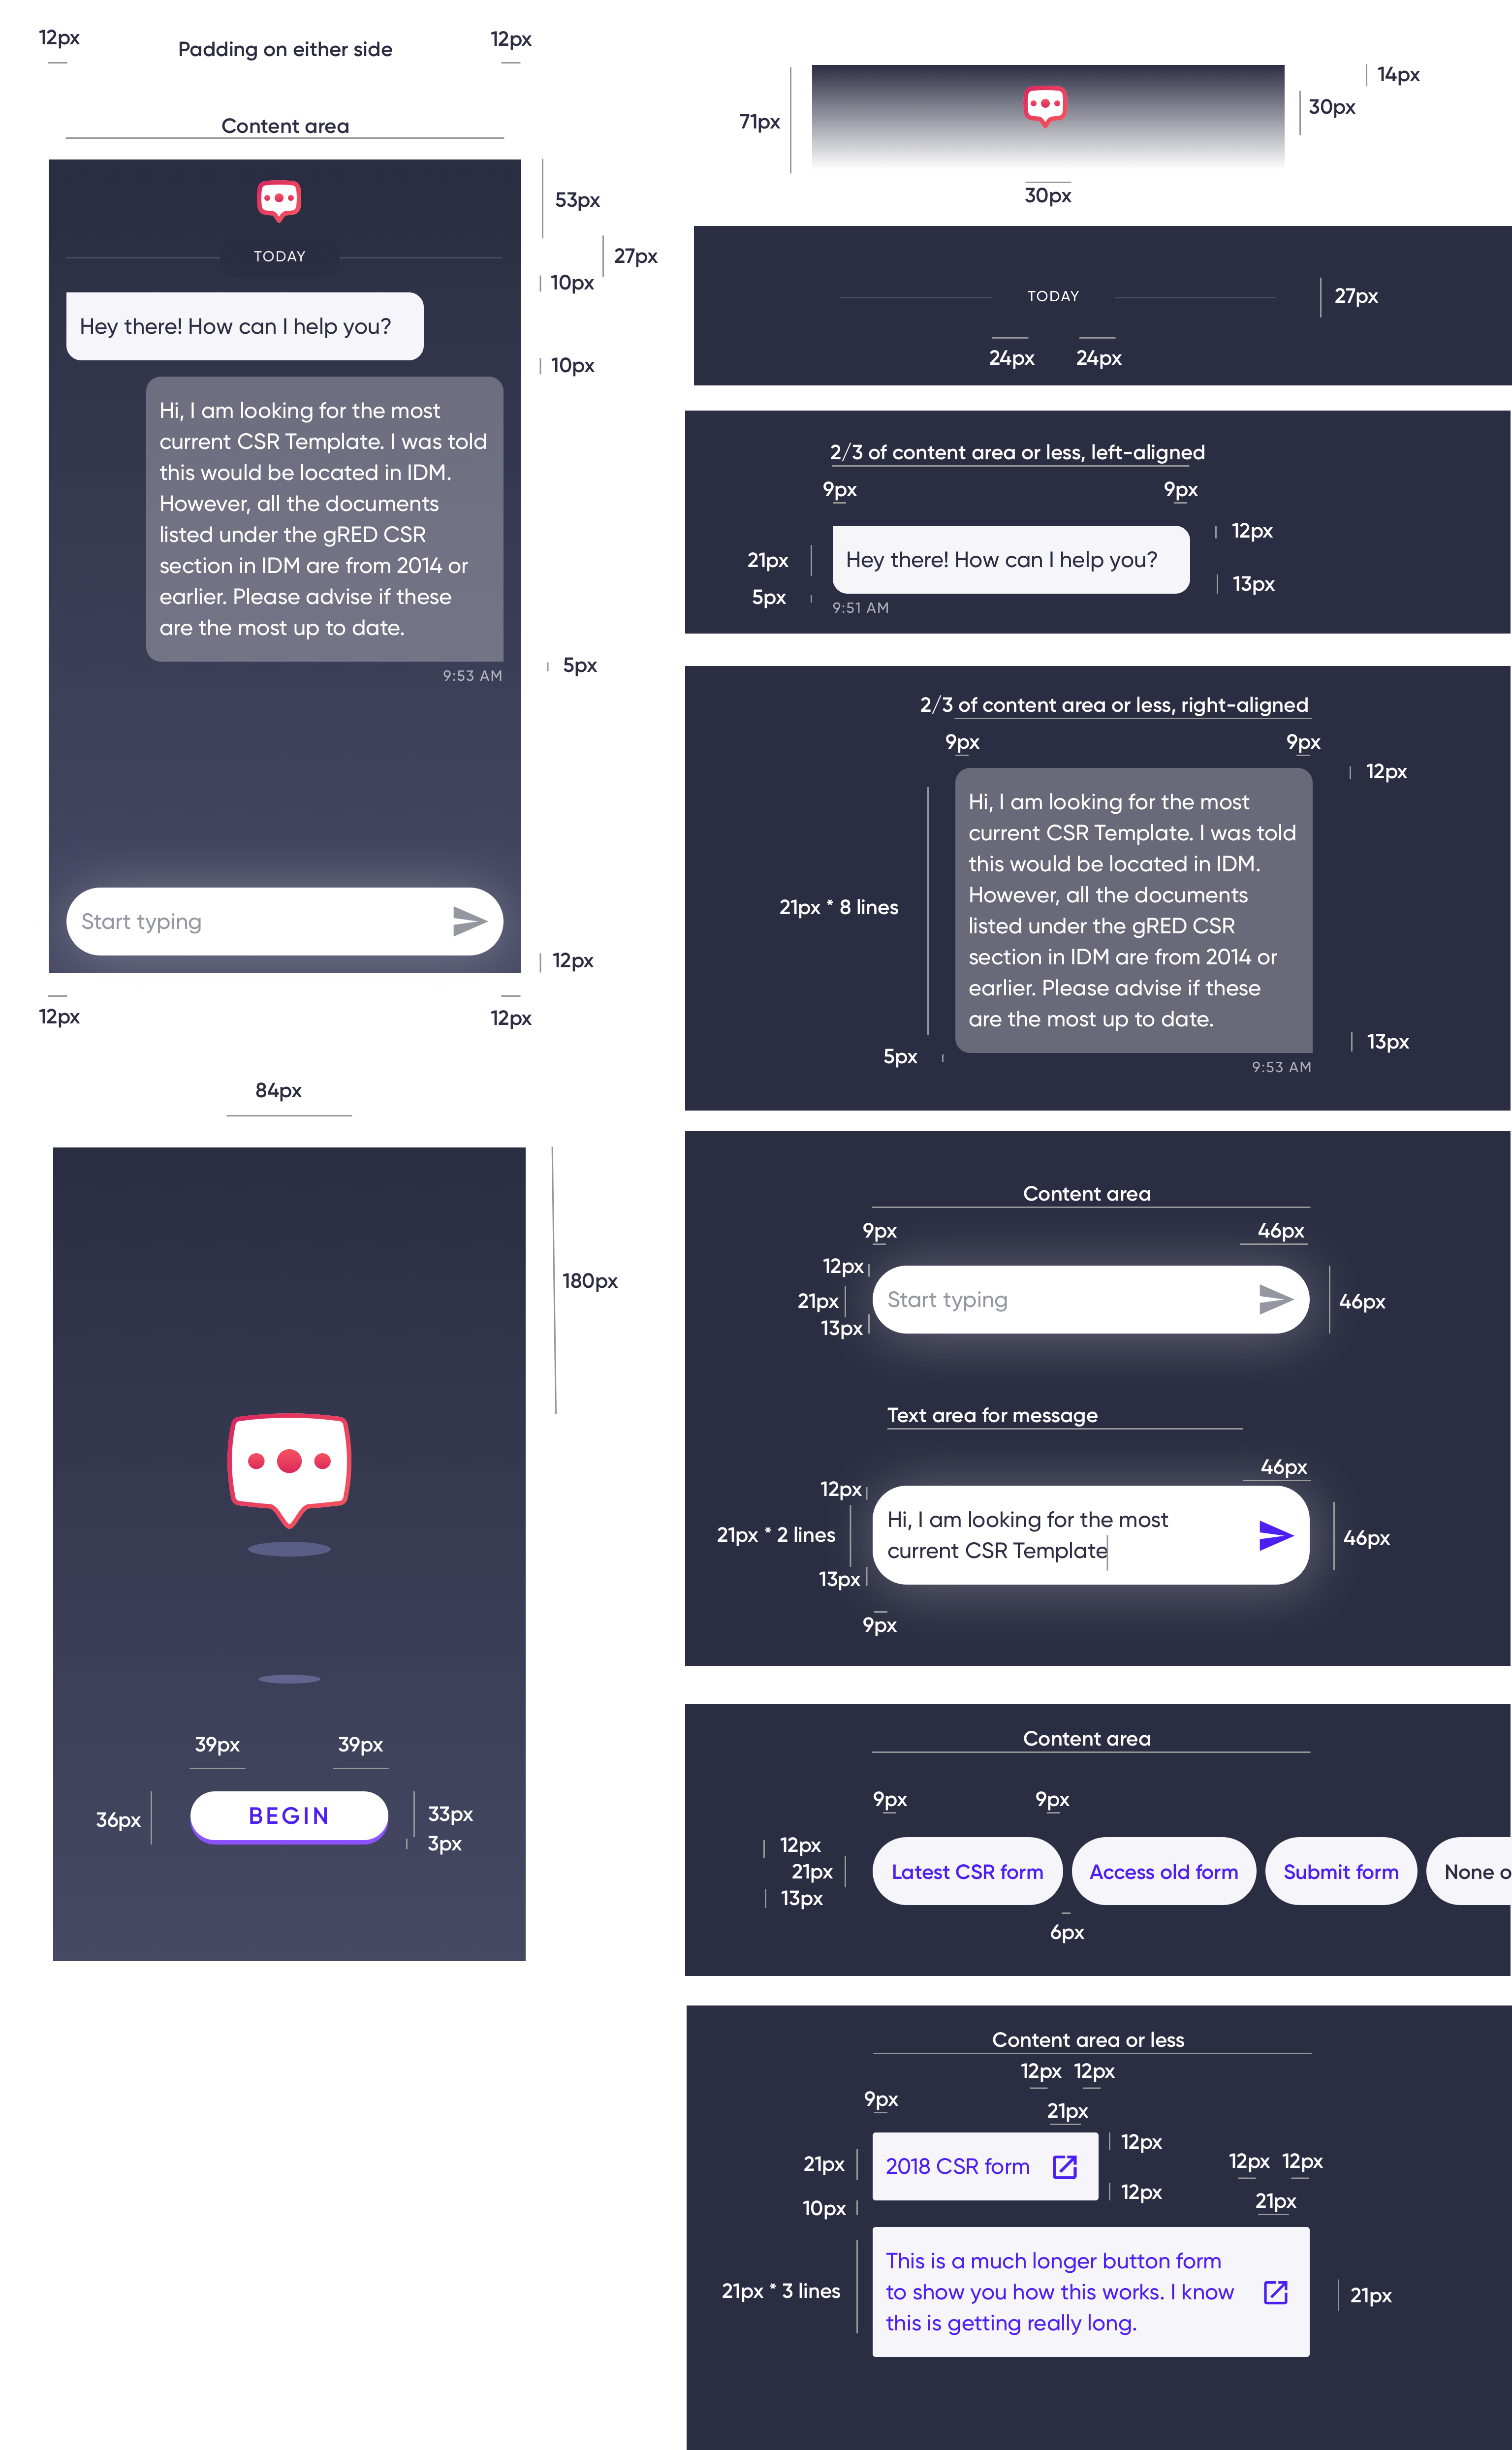 12px
Padding on either side
12px
Content area
53px
TODAY
27px
10px
Hey there! How can I help you?
10px
Hi, I am looking for the most
current CSR Template. I was told
this would be located in IDM.
However, all the documents
listed under the gRED CSR
section in IDM are from 2014 or
earlier. Please advise if these
are the most up to date.
9:53 AM
5px
Start typing
12px
12px
12px
84px
180px
39px
39px
36px
BEGIN
33px
3px
14px
71px
30px
30px
TODAY
27px
24px
24px
2/3 of content area or less, left-aligned
9px
9px
12px
21px
Hey there! How can I help you?
13px
5px
9:51 AM
2/3 of content area or less, right-aligned
9px
9px
12px
Hi, I am looking for the most
current CSR Template. I was told
this would be located in IDM.
However, all the documents
listed under the gRED CSR
section in IDM are from 2014 or
earlier. Please advise if these
are the most up to date.
21px * 8 lines
13px
5px
9:53 AM
Content area
9px
46px
12px
21px
Start typing
46px
13px
Text area for message
46px
12px
Hi, I am looking for the most
current CSR Template
21px * 2 lines
46px
13px
9px
Content area
9px
9px
12px
21px
13px
Latest CSR form
Access old form
Submit form
None o
6px
Content area or less
12px
12px
9px
21px
12px
21px
2018 CSR form
12px
12px
12px
10px
21px
This is a much longer button form
to show you how this works. I know
this is getting really long.
21px * 3 lines
21px